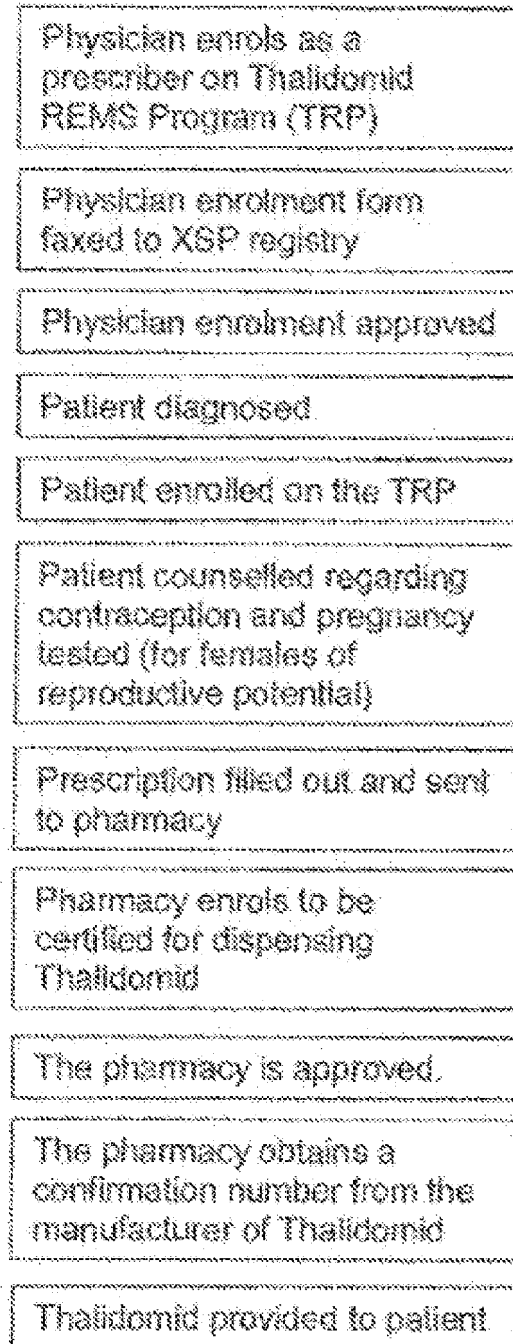 Physician enrols as a
prescriber on Thalidomid
REMS Program (TRP)
Physician enrolment form
faxed to XSP registry
Physician enrolment approved
Patient diagnosed
Patient enrolled on the TRP
Patient counselled regarding
contraception and pregnancy
tested (for females of
reproductive potential)
Prescription filled out and sent
to pharmacy
Pharmacy enrols to be
certified for dispensing
Thalidomid
The pharmacy is approved.
The pharmacy obtains a
confirmation number from the
manufacturer of Thalidomid
Thalidomid provided to patient